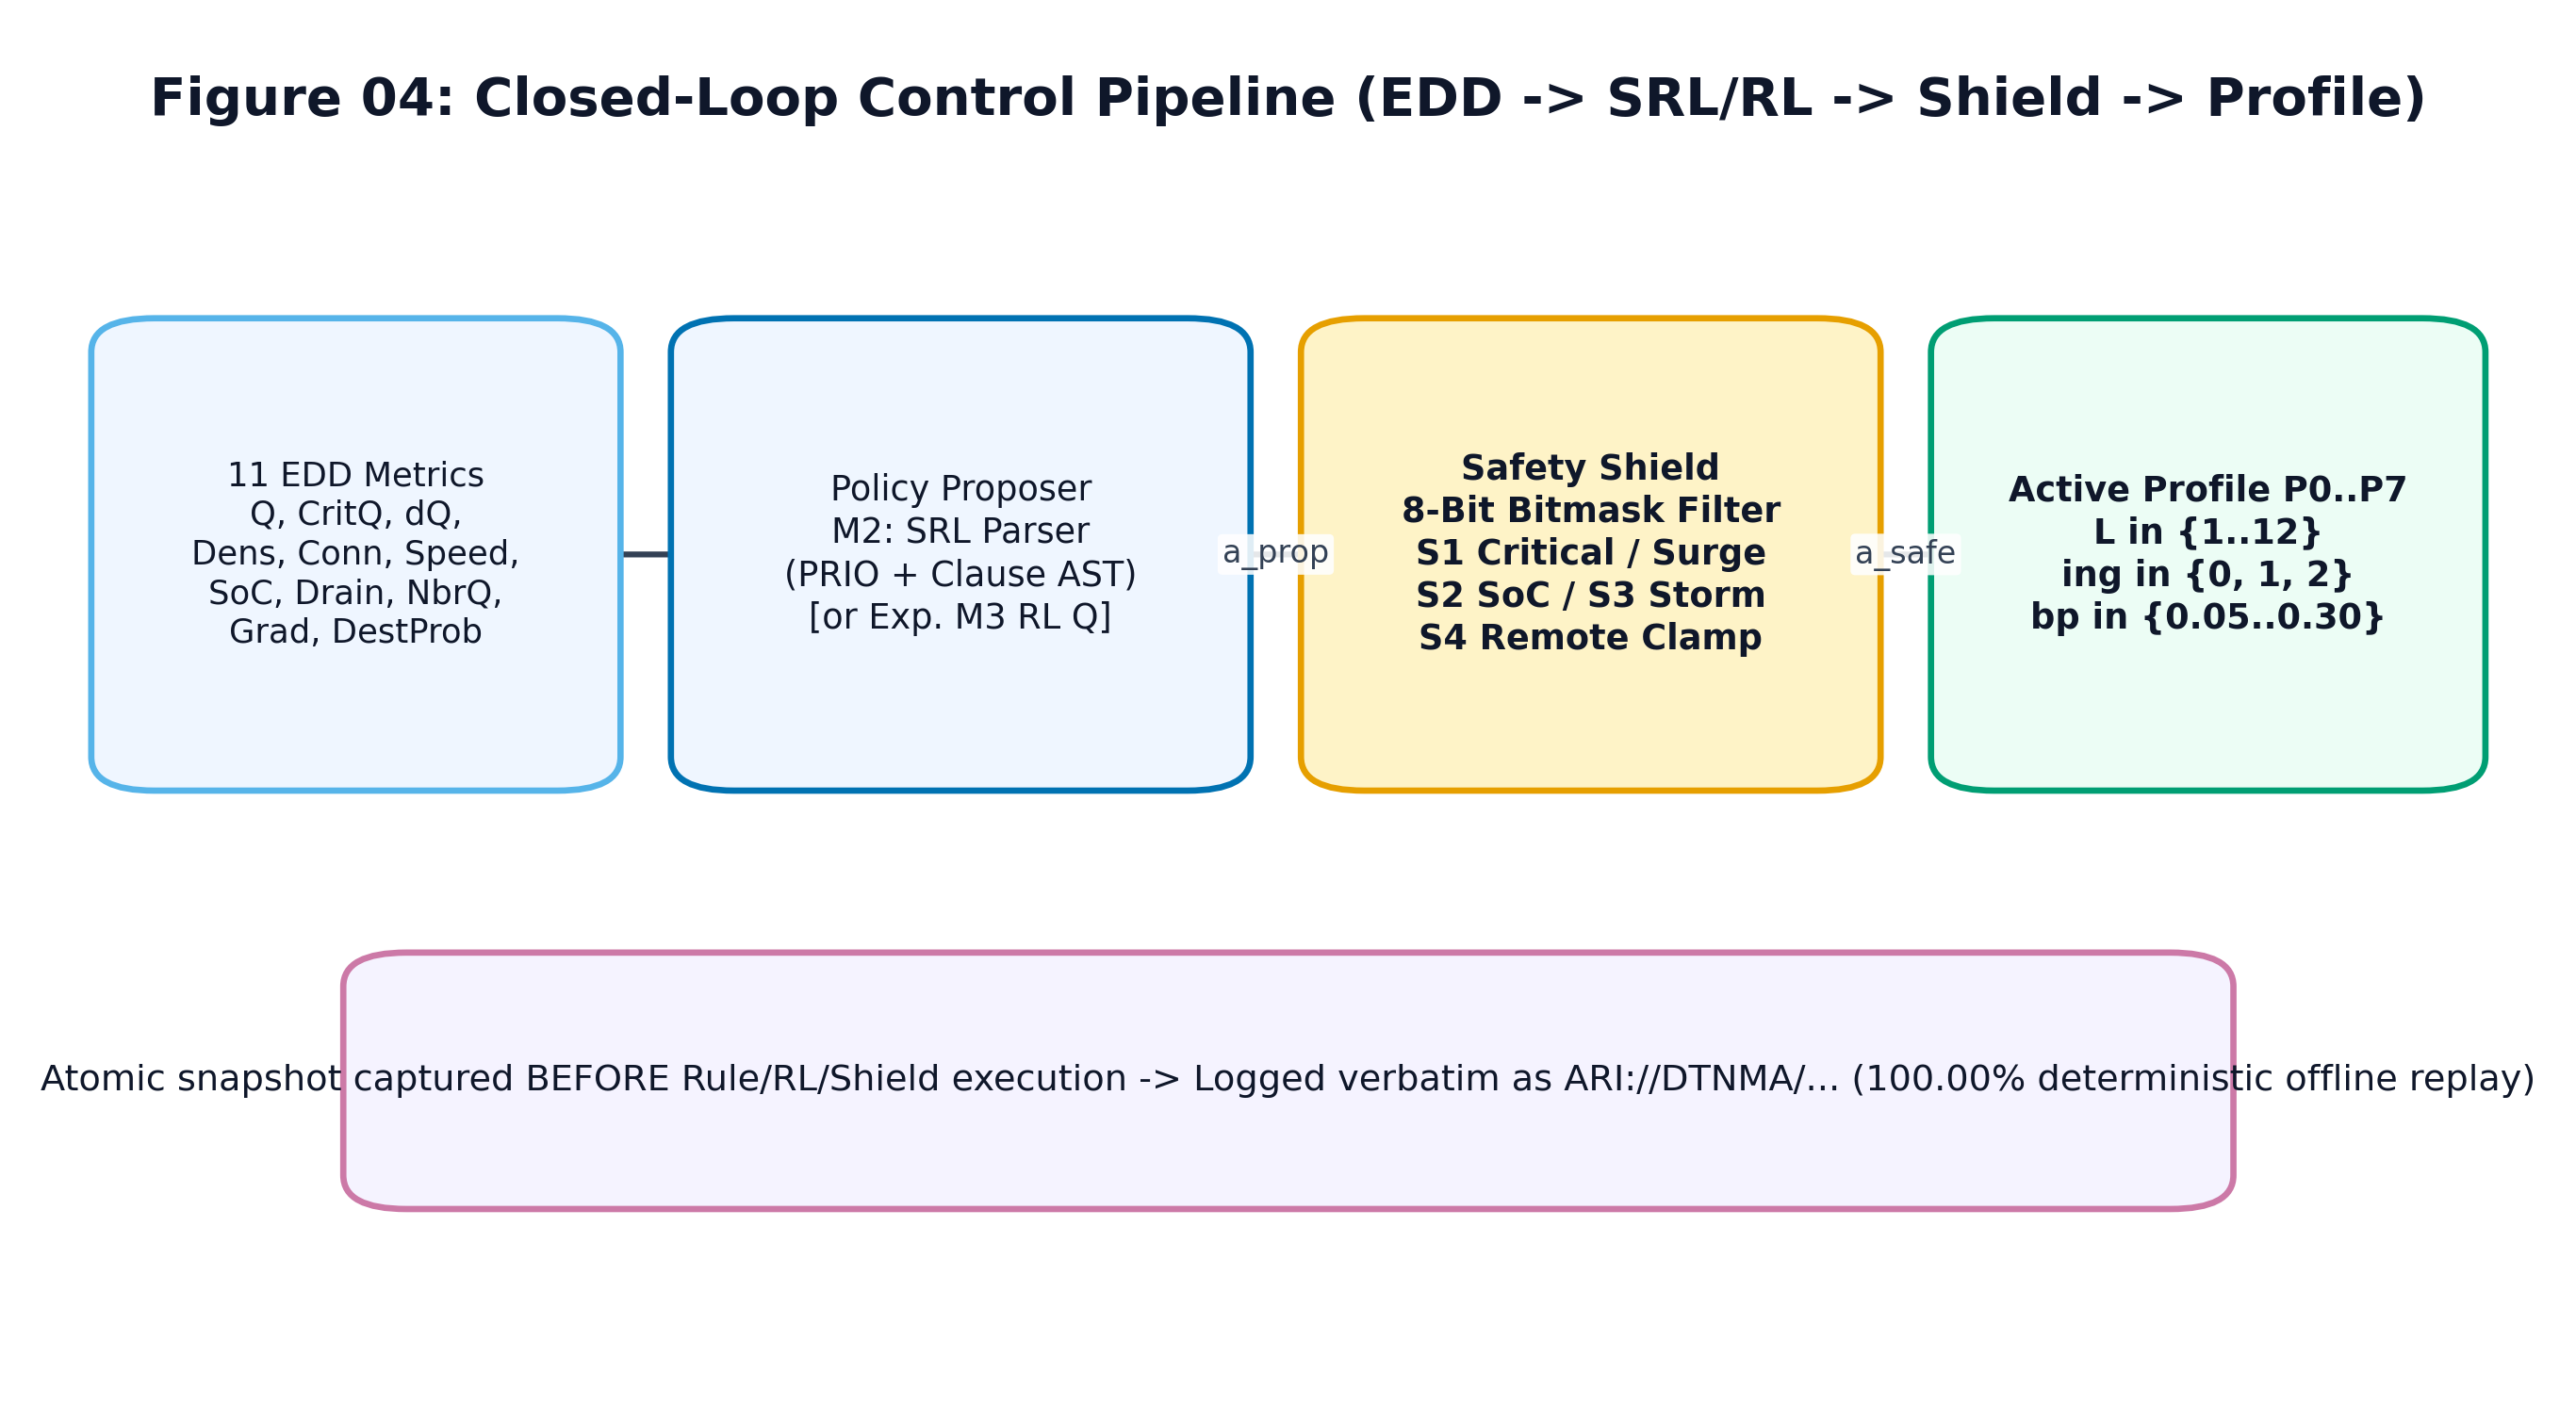 Figure 04: Closed-Loop Control Pipeline (EDD -> SRL/RL -> Shield -> Profile)
11 EDD Metrics
Q, CritQ, dQ,
Dens, Conn, Speed,
SoC, Drain, NbrQ,
Grad, DestProb
Policy Proposer
M2: SRL Parser
(PRIO + Clause AST)
[or Exp. M3 RL Q]
a_prop
Safety Shield
8-Bit Bitmask Filter
S1 Critical / Surge
S2 SoC / S3 Storm
S4 Remote Clamp
a_safe
Active Profile P0..P7
L in {1..12}
ing in {0, 1, 2}
bp in {0.05..0.30}
Atomic snapshot captured BEFORE Rule/RL/Shield execution -> Logged verbatim as ARI://DTNMA/... (100.00% deterministic offline replay)